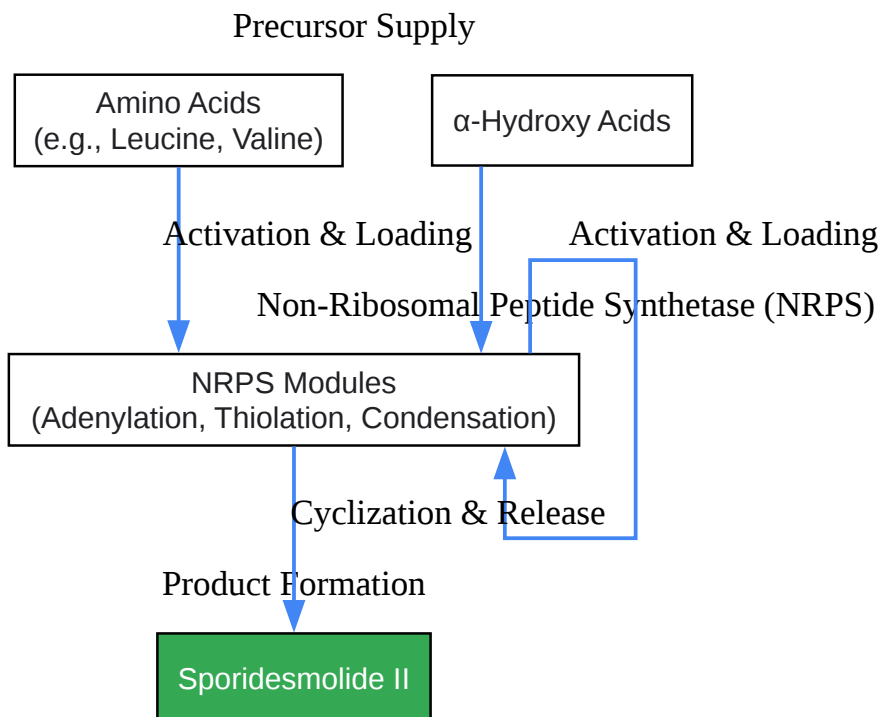 Precursor Supply
Amino Acids
(e.g., Leucine, Valine)
α-Hydroxy Acids
Activation & Loading
Activation & Loading
Non-Ribosomal Peptide Synthetase (NRPS)
NRPS Modules
(Adenylation, Thiolation, Condensation)
Cyclization & Release
Product Formation
Sporidesmolide II